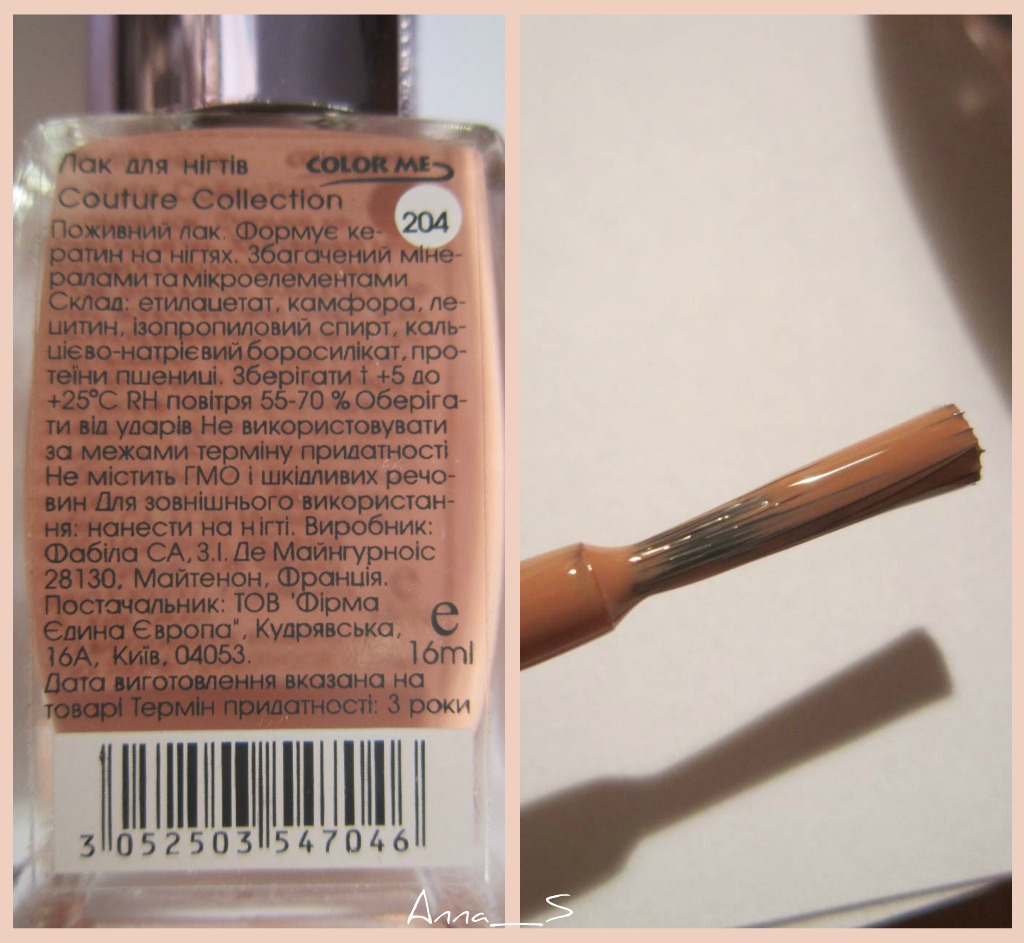 Лак для нігтів COLOR ME
Couture Collection
204
Поживний лак. Формує ке-
ратин на нігтях. Збагачений міне-
ралами та мікроелементами
Склад: етилацетат, камфора, ле-
цитин, ізопропиловий спирт, каль-
цієво-натрієвий боросилікат, про-
теїни пшениці. Зберігати t +5 до
+25°C RH повітря 55-70 % Оберіга-
ти від ударів Не використовувати
за межами терміну придатності
Не містить ГМО і шкідливих речо-
вин Для зовнішнього використан-
ня: нанести на нігті. Виробник:
Фабіла СА, З.І. Де Майнгурноіс
28130, Майтенон, Франція.
Постачальник: ТОВ 'Фірма
Єдина Європа", Кудрявська,
16А, Київ, 04053.
e
16ml
Дата виготовлення вказана на
товарі Термін придатності: 3 роки
3 052503 547046
Anna__S